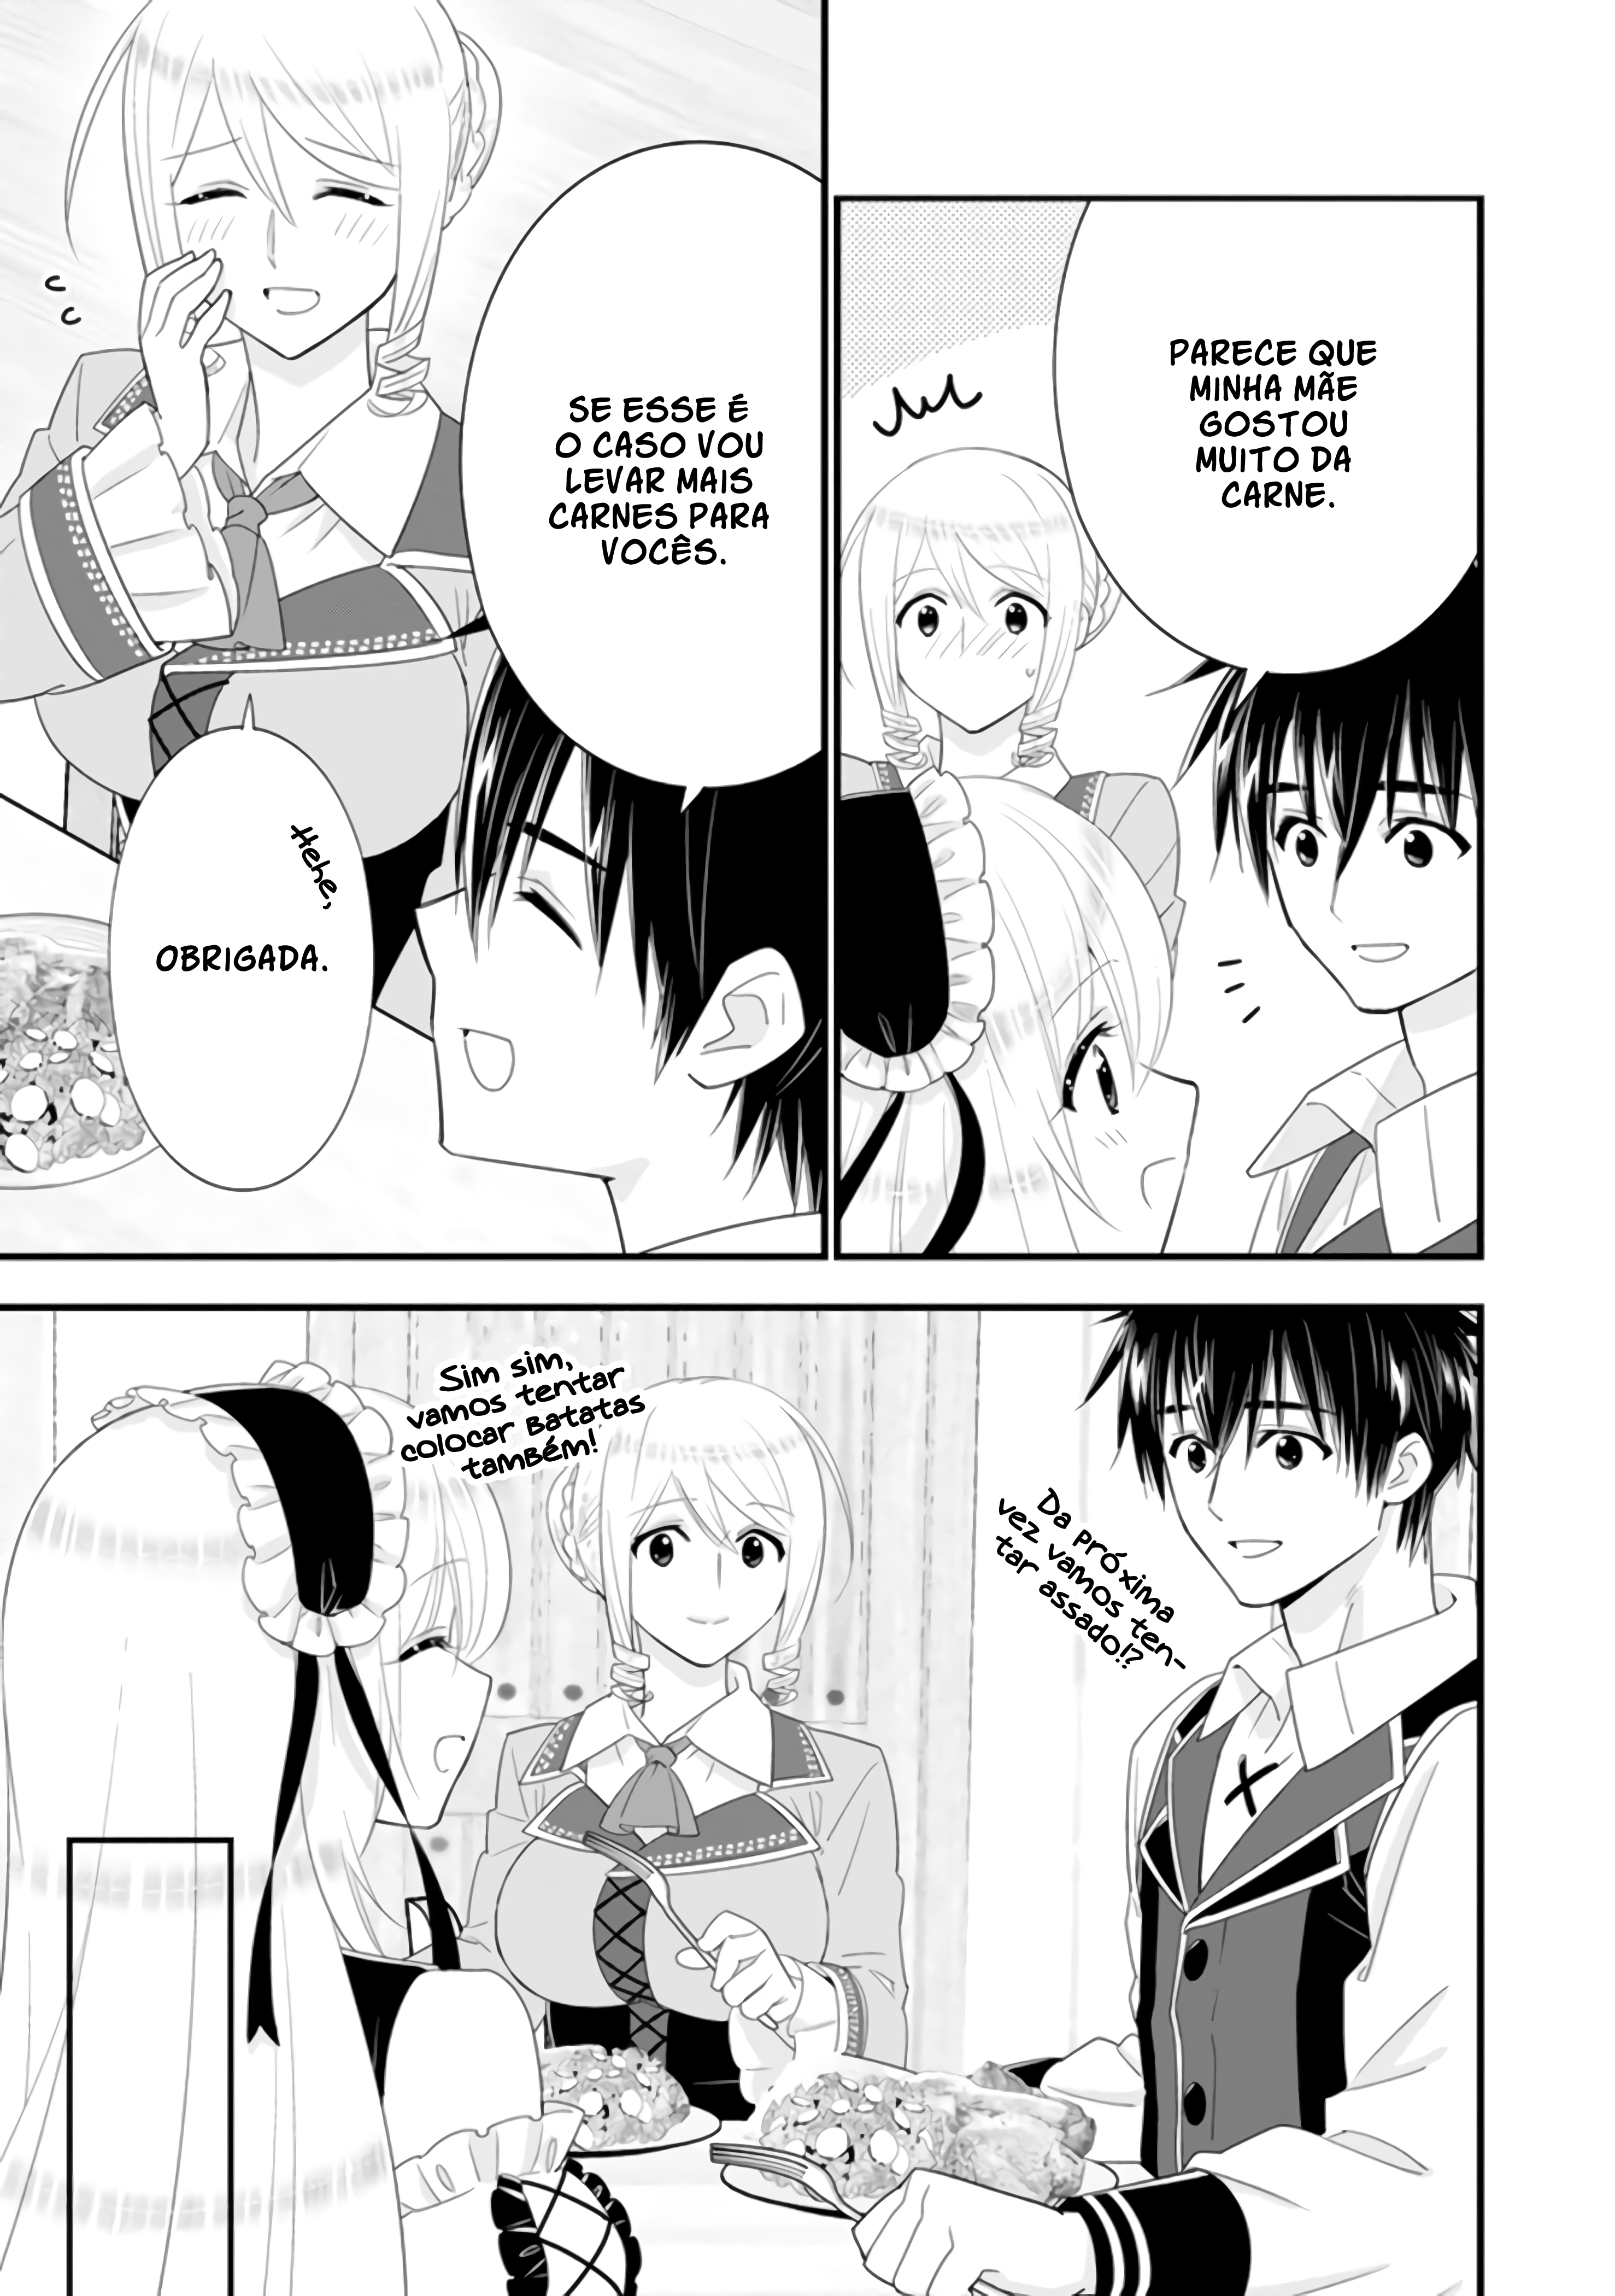 PARECE QUE
MINHA MÃE
GOSTOU
MUITO DA
CARNE.
SE ESSE É
O CASO VOU
LEVAR MAIS
CARNES PARA
VOCÊS.
Hehe,
OBRIGADA.
Da próxima
vez vamos ten-
tar assado!?
Sim sim,
vamos tentar
colocar batatas
também!